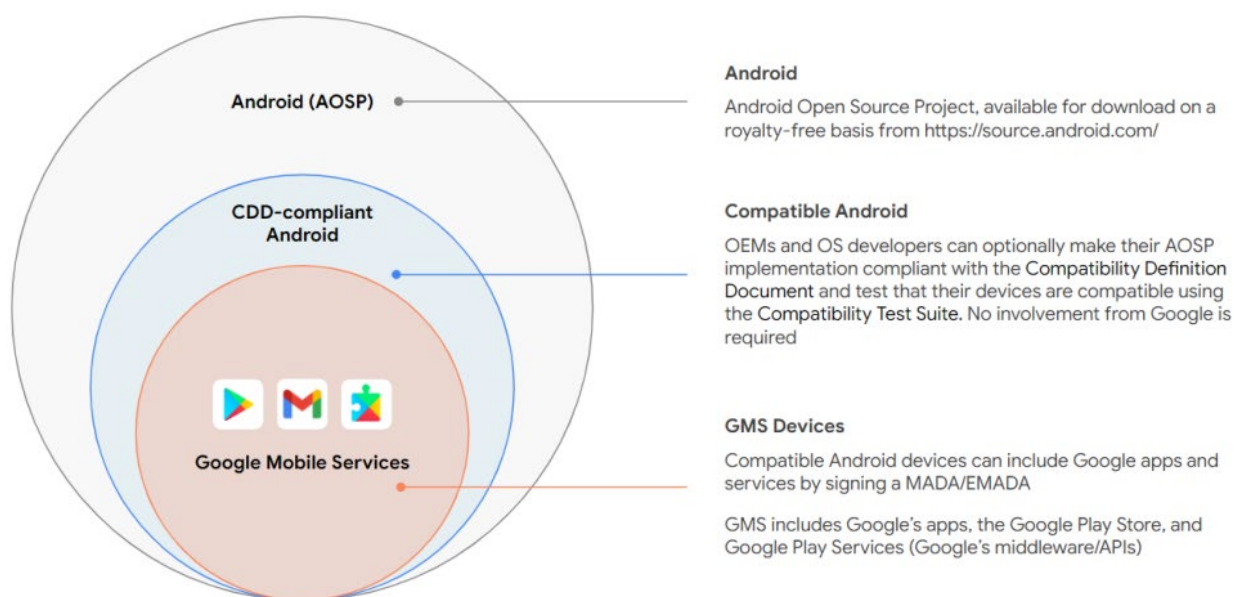 Android (AOSP)
CDD-compliant
Android
Google Mobile Services
Android
Android Open Source Project, available for download on a
royalty-free basis from https://source.android.com/
Compatible Android
OEMs and OS developers can optionally make their AOSP
implementation compliant with the Compatibility Definition
Document and test that their devices are compatible using
the Compatibility Test Suite. No involvement from Google is
required
GMS Devices
Compatible Android devices can include Google apps and
services by signing a MADA/EMADA
GMS includes Google's apps, the Google Play Store, and
Google Play Services (Google's middleware/APIs)